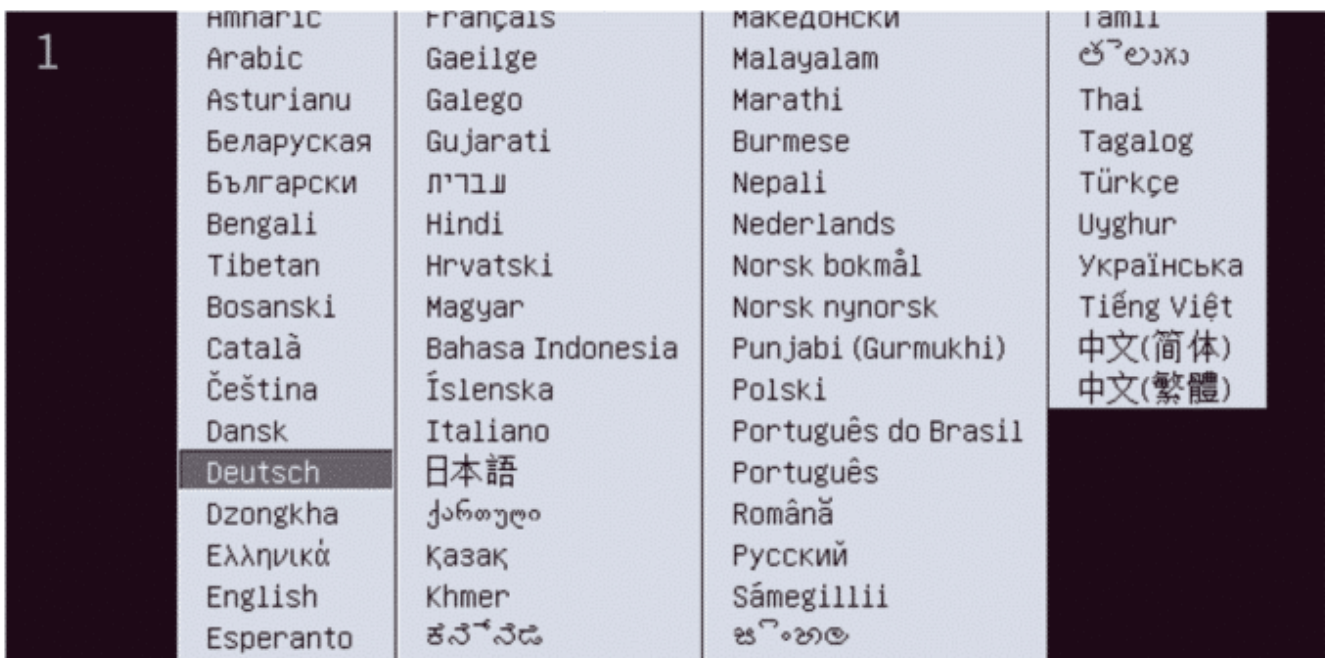 1
Amharic
Arabic
Asturianu
Беларуская
Български
Bengali
Tibetan
Bosanski
Català
Čeština
Dansk
Deutsch
Dzongkha
Ελληνικά
English
Esperanto
Français
Gaeilge
Galego
Gujarati
עברית
Hindi
Hrvatski
Magyar
Bahasa Indonesia
Íslenska
Italiano
日本語
ქართული
Қазақ
Khmer
Македонски
Malayalam
Marathi
Burmese
Nepali
Nederlands
Norsk bokmål
Norsk nynorsk
Punjabi (Gurmukhi)
Polski
Português do Brasil
Português
Română
Русский
Sámegillii
Tamil
Thai
Tagalog
Türkçe
Uyghur
Українська
Tiếng Việt
中文(简体)
中文(繁體)